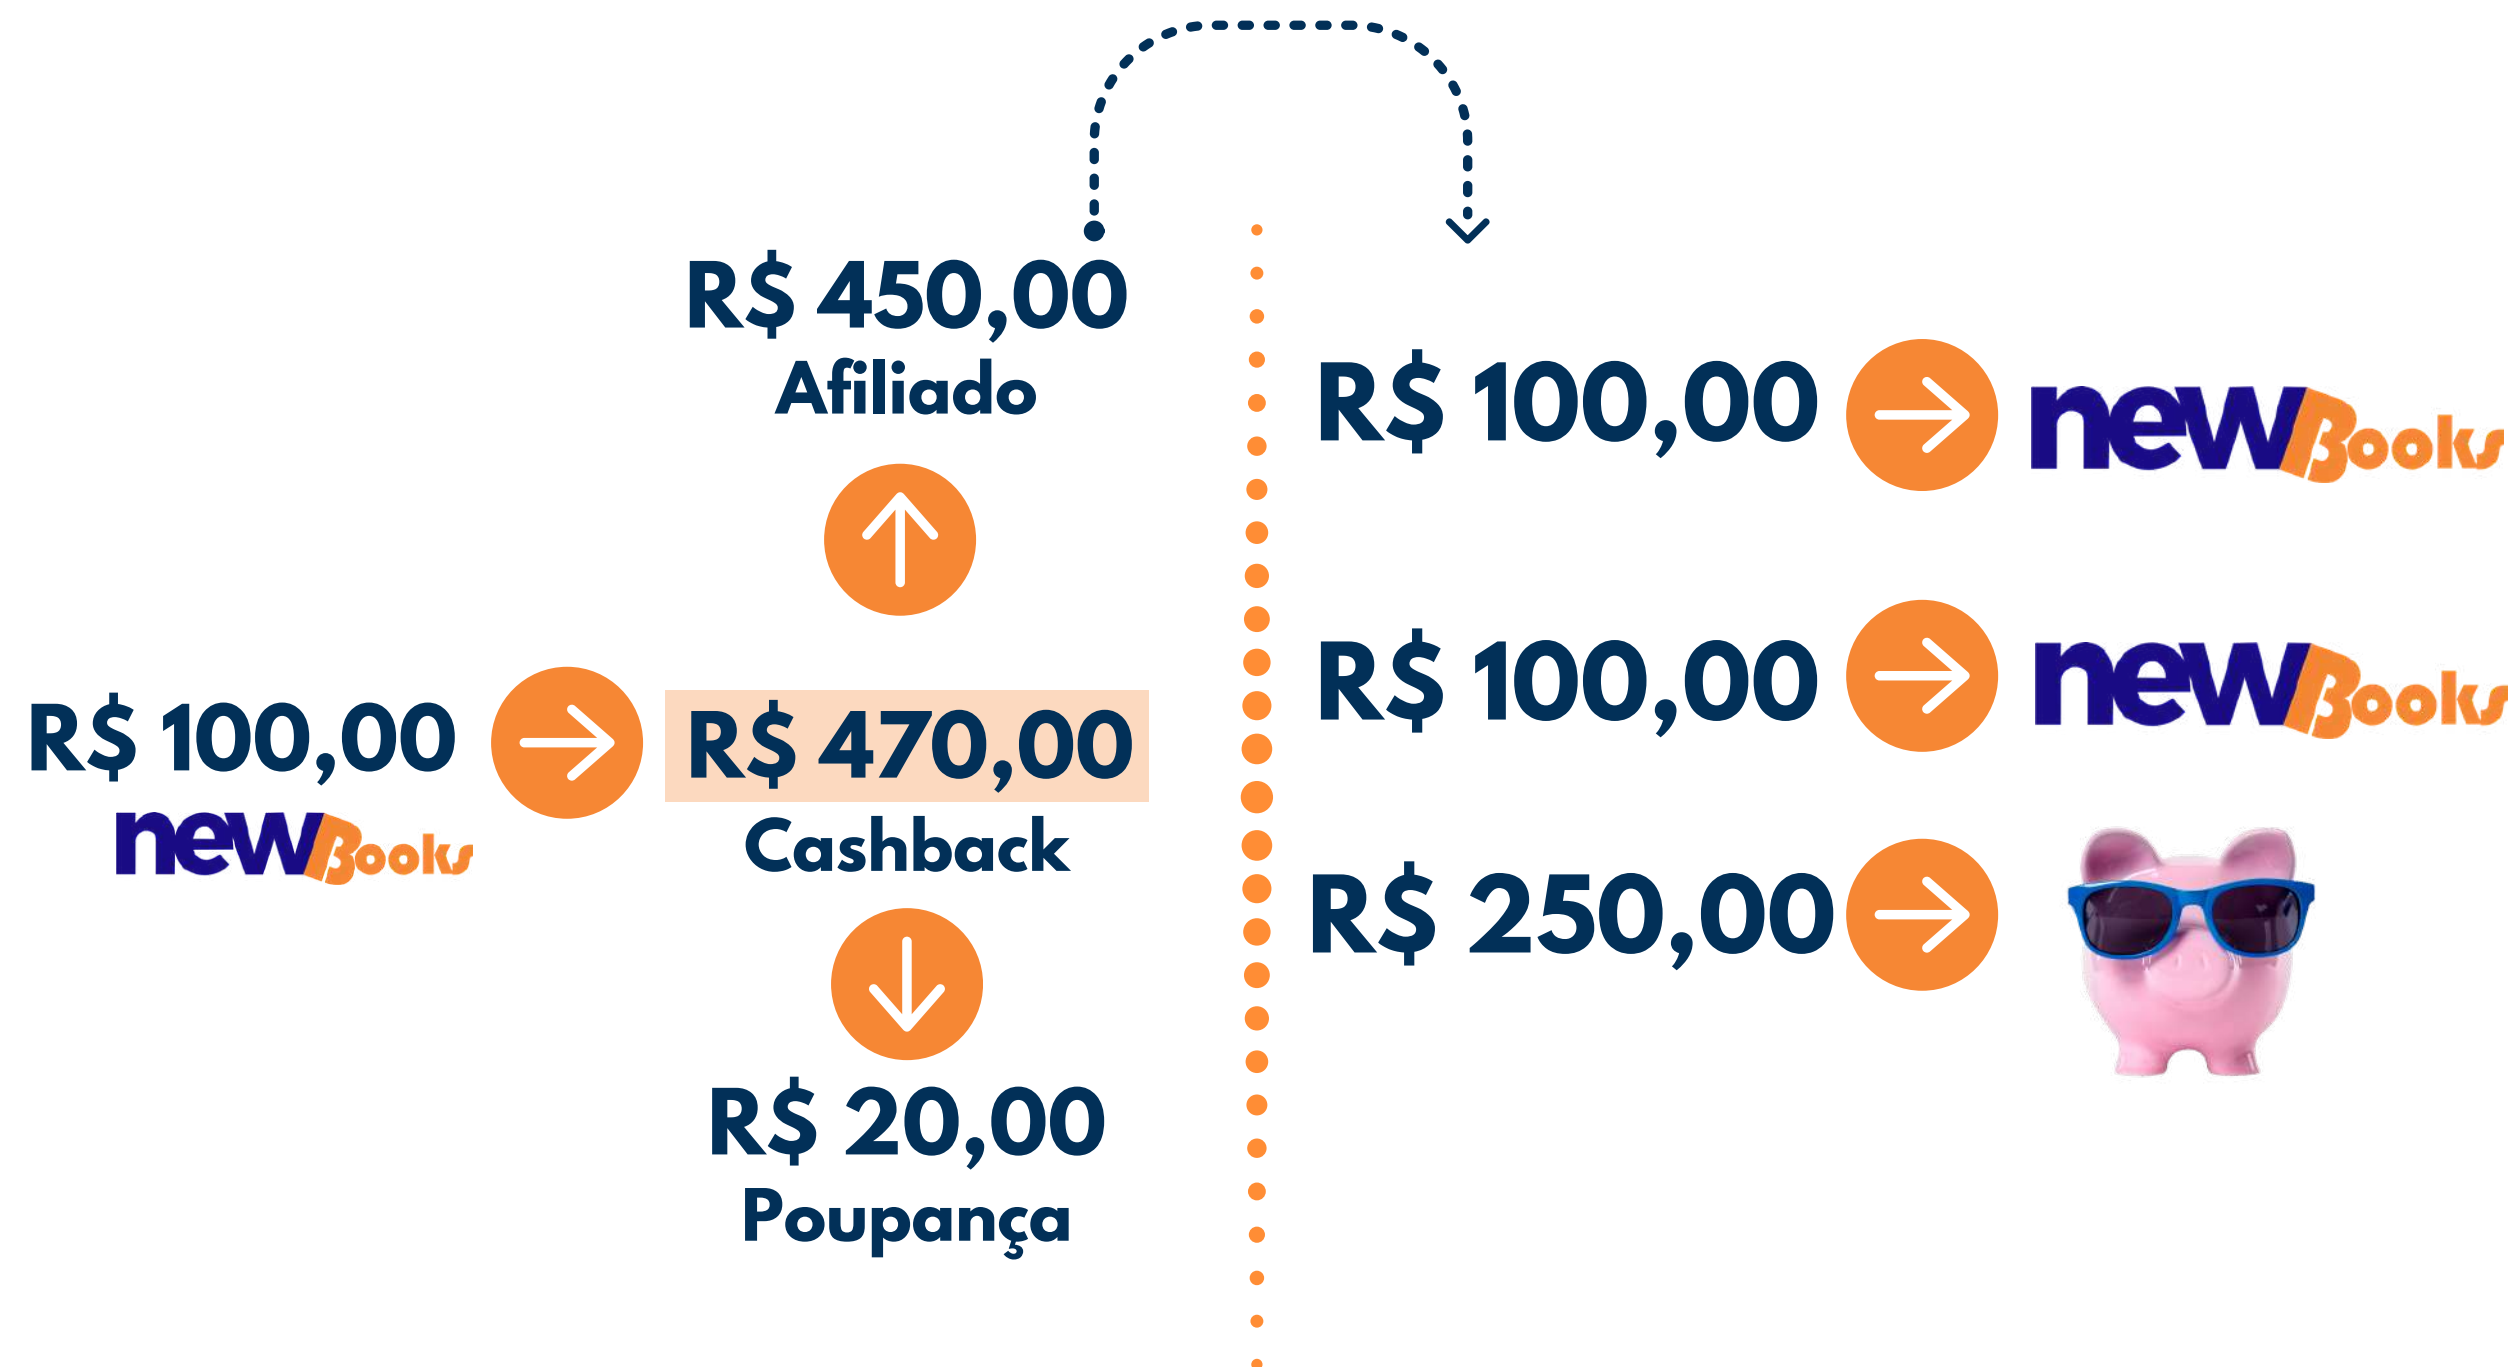 R$ 450,00
Afiliado
R$ 100,00
newBooks
R$ 470,00
Cashback
R$ 20,00
Poupança
R$ 100,00
newBooks
R$ 100,00
newBooks
R$ 250,00